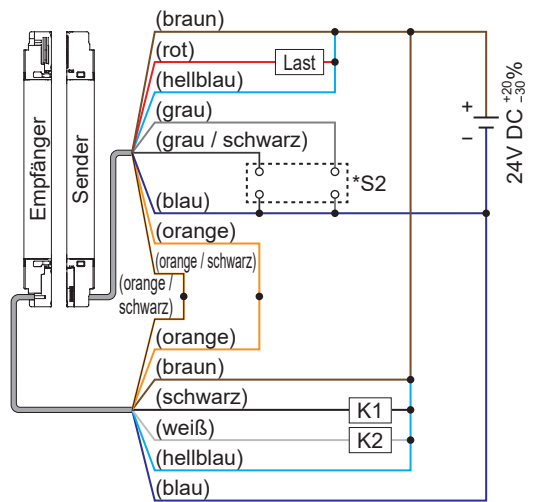 (braun)
(rot)
Last
(hellblau)
(grau)
(grau / schwarz)
*S2
(blau)
(orange)
(orange / schwarz)
(orange /
schwarz)
(orange)
(braun)
(schwarz)
K1
(weiß)
K2
(hellblau)
(blau)
Empfänger
Sender
+
−
24V DC +20 −30%